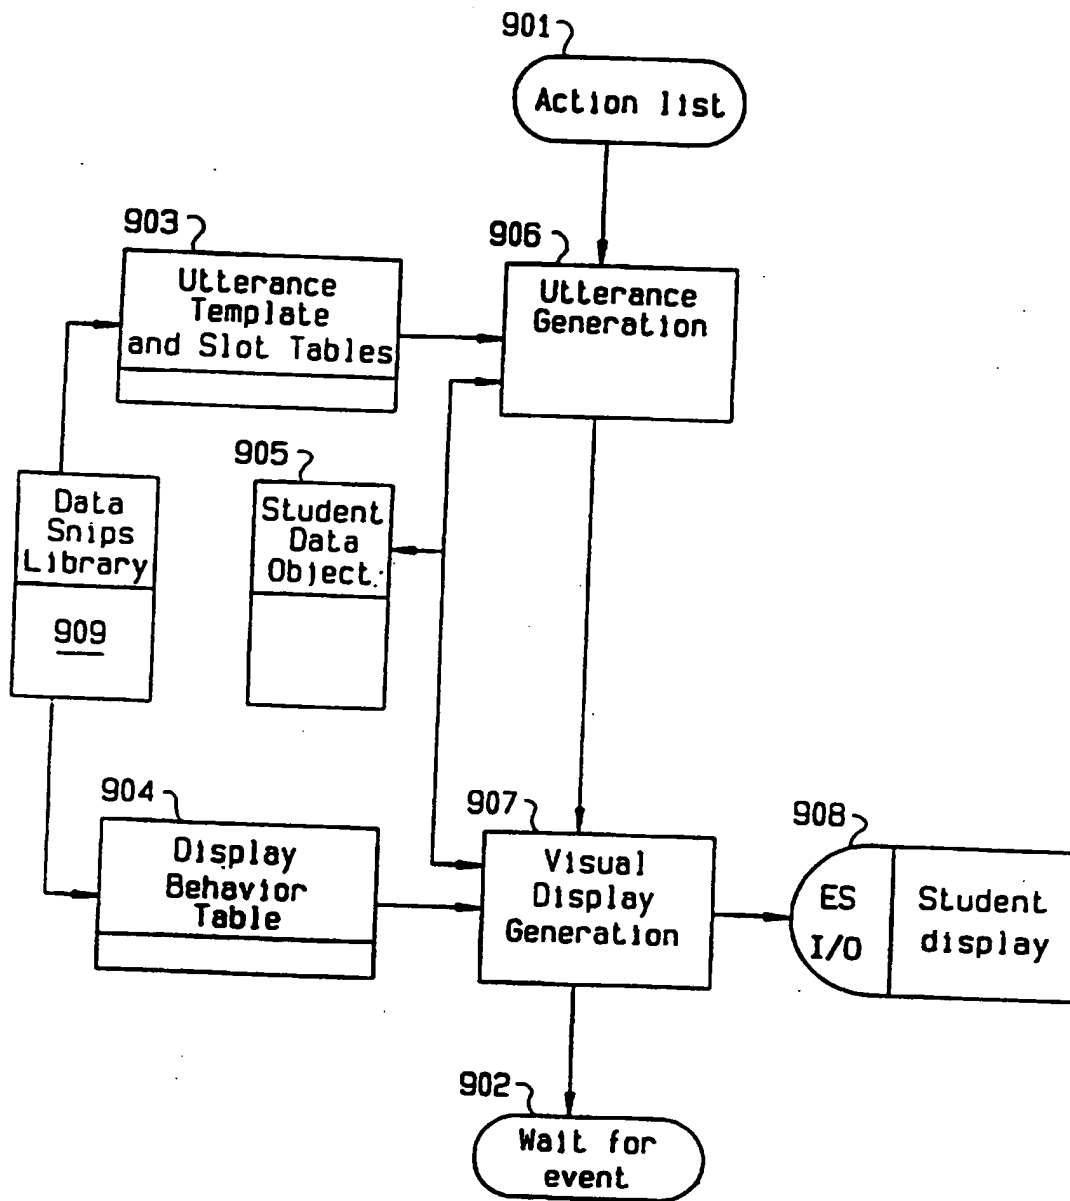 901
Action list
903
Utterance
Template
and Slot Tables
906
Utterance
Generation
905
Student
Data
Object
Data
Snips
Library
909
904
Display
Behavior
Table
907
Visual
Display
Generation
908
ES
I/O
Student
display
902
Wait for
event